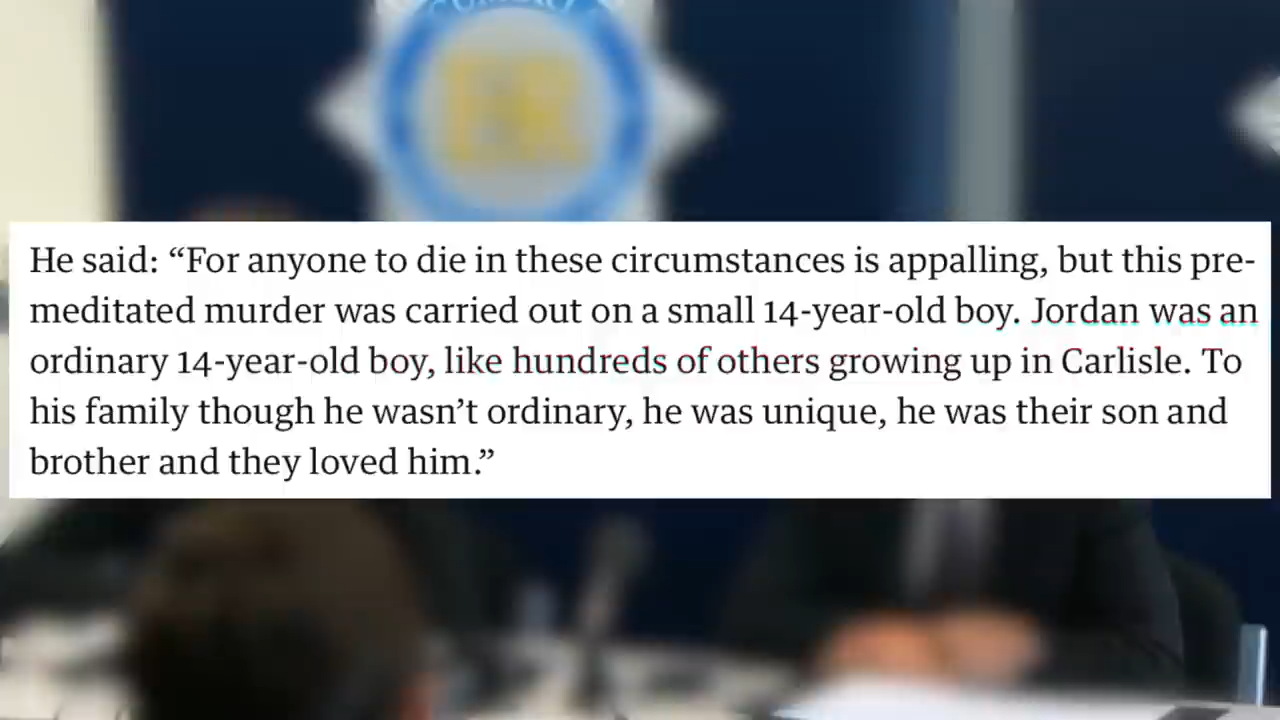 He said: “For anyone to die in these circumstances is appalling, but this pre-
meditated murder was carried out on a small 14-year-old boy. Jordan was an
ordinary 14-year-old boy, like hundreds of others growing up in Carlisle. To
his family though he wasn’t ordinary, he was unique, he was their son and
brother and they loved him.”